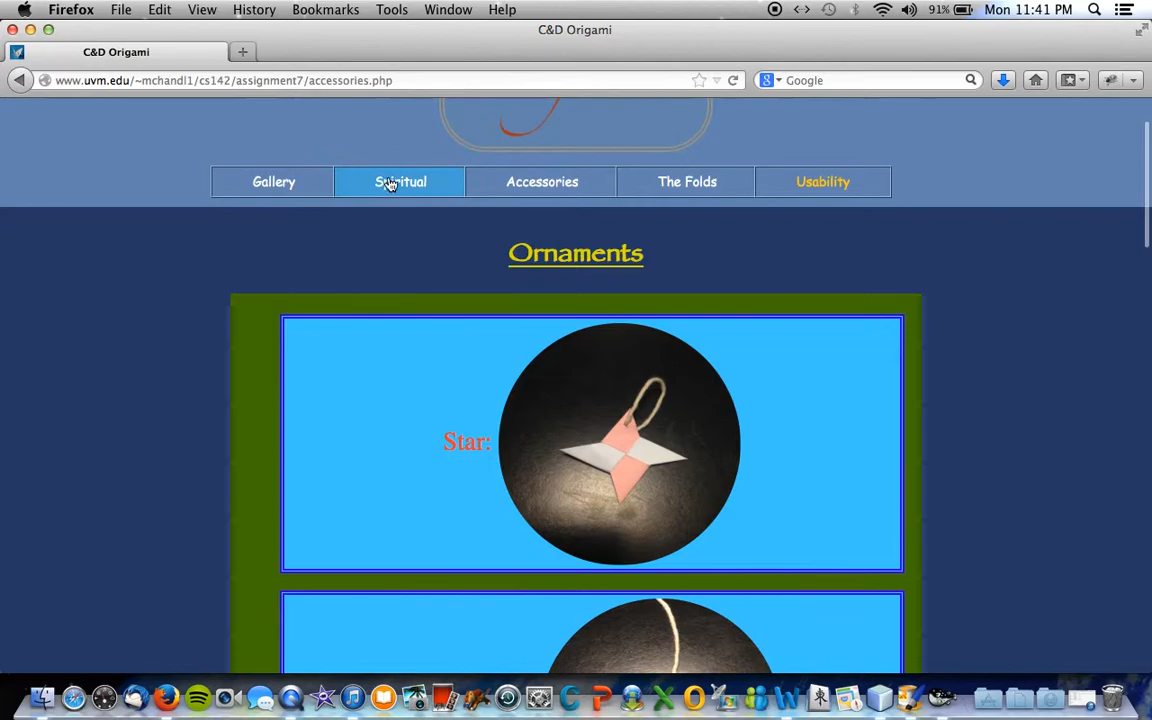 Firefox File Edit View History Bookmarks Tools Window Help 91% Mon 11:41 PM
C&D Origami
C&D Origami
www.uvm.edu/~mchandl1/cs142/assignment7/accessories.php Google
Gallery Spiritual Accessories The Folds Usability
Ornaments
Star: